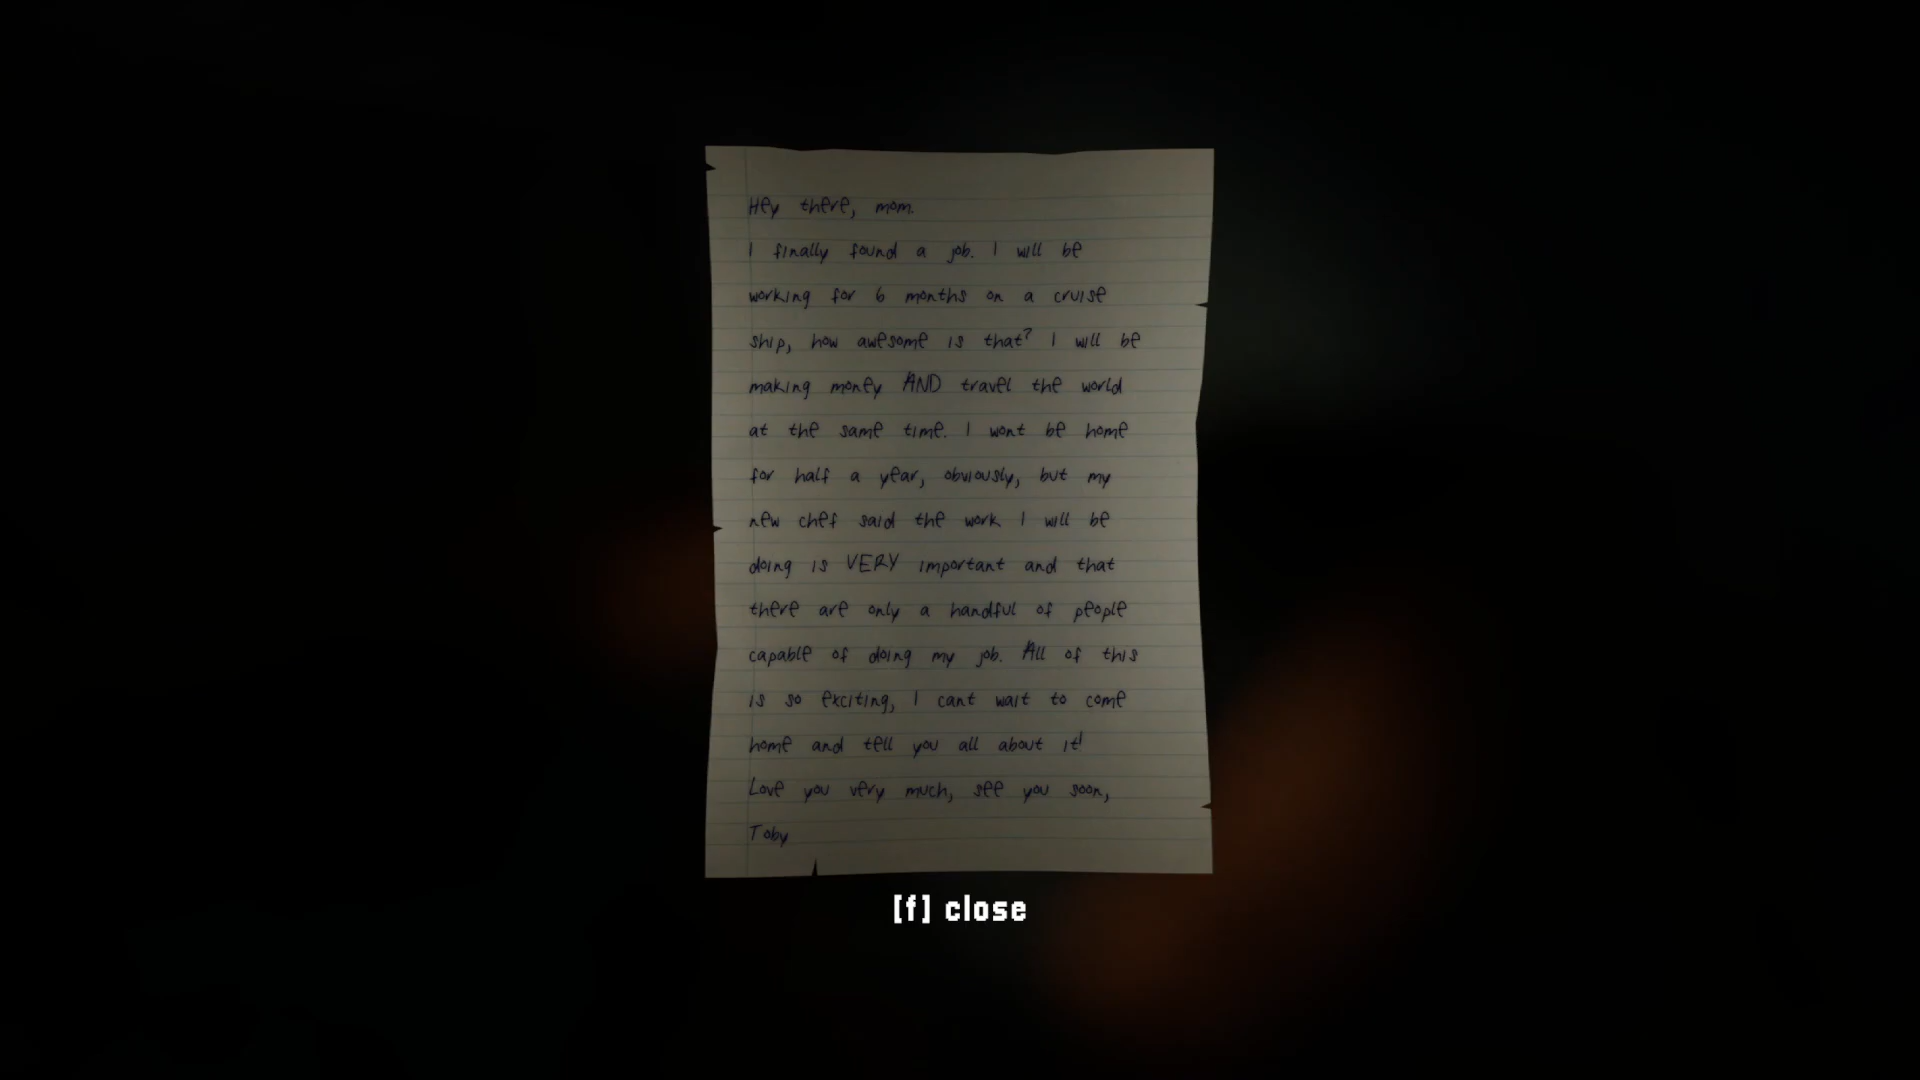 Hey there, mom.
I finally found a job. I will be
working for 6 months on a cruise
ship, how awesome is that? I will be
making money AND travel the world
at the same time. I wont be home
for half a year, obviously, but my
new chef said the work I will be
doing is VERY important and that
there are only a handful of people
capable of doing my job. All of this
is so exciting, I cant wait to come
home and tell you all about it!
Love you very much, see you soon,
Toby
[f] close